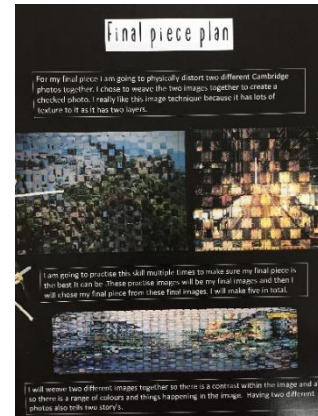 Final piece plan
For my final piece I am going to physically distort two different Cambridge
photos together. I chose to weave the two images together to create a
checked photo. I really like this image technique because it has lots of
texture to it as it has two layers.
I am going to practise this skill multiple times to make sure my final piece is
the best it can be .These practise images will be my final images and then I
will chose my final piece from these final images. I will make five in total.
I will weave two different images together so there is a contrast within the image and a
so there is a range of colours and things happening in the image. Having two different
photos also tells two story's.